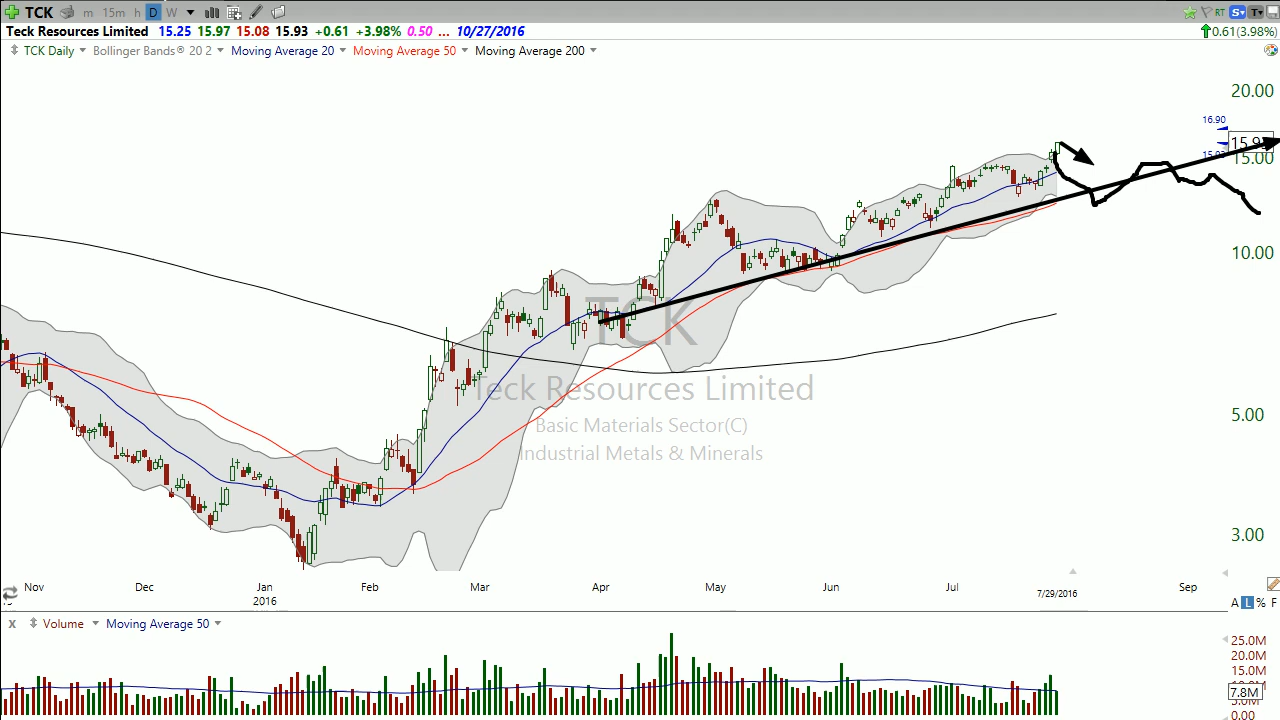 TCK m 15m h D W RT S T
Teck Resources Limited 15.25 15.97 15.08 15.93 +0.61 +3.98% 0.50 ... 10/27/2016 0.61(3.98%)
TCK Daily Bollinger Bands® 20 2 Moving Average 20 Moving Average 50 Moving Average 200
20.00
16.90
15.9
15.00
10.00
TCK
Teck Resources Limited
5.00
Basic Materials Sector(C)
Industrial Metals & Minerals
3.00
Nov Dec Jan Feb Mar Apr May Jun Jul Sep
2016 7/29/2016
A L % F
X Volume Moving Average 50
25.0M
20.0M
15.0M
7.8M
5.0M
0.00